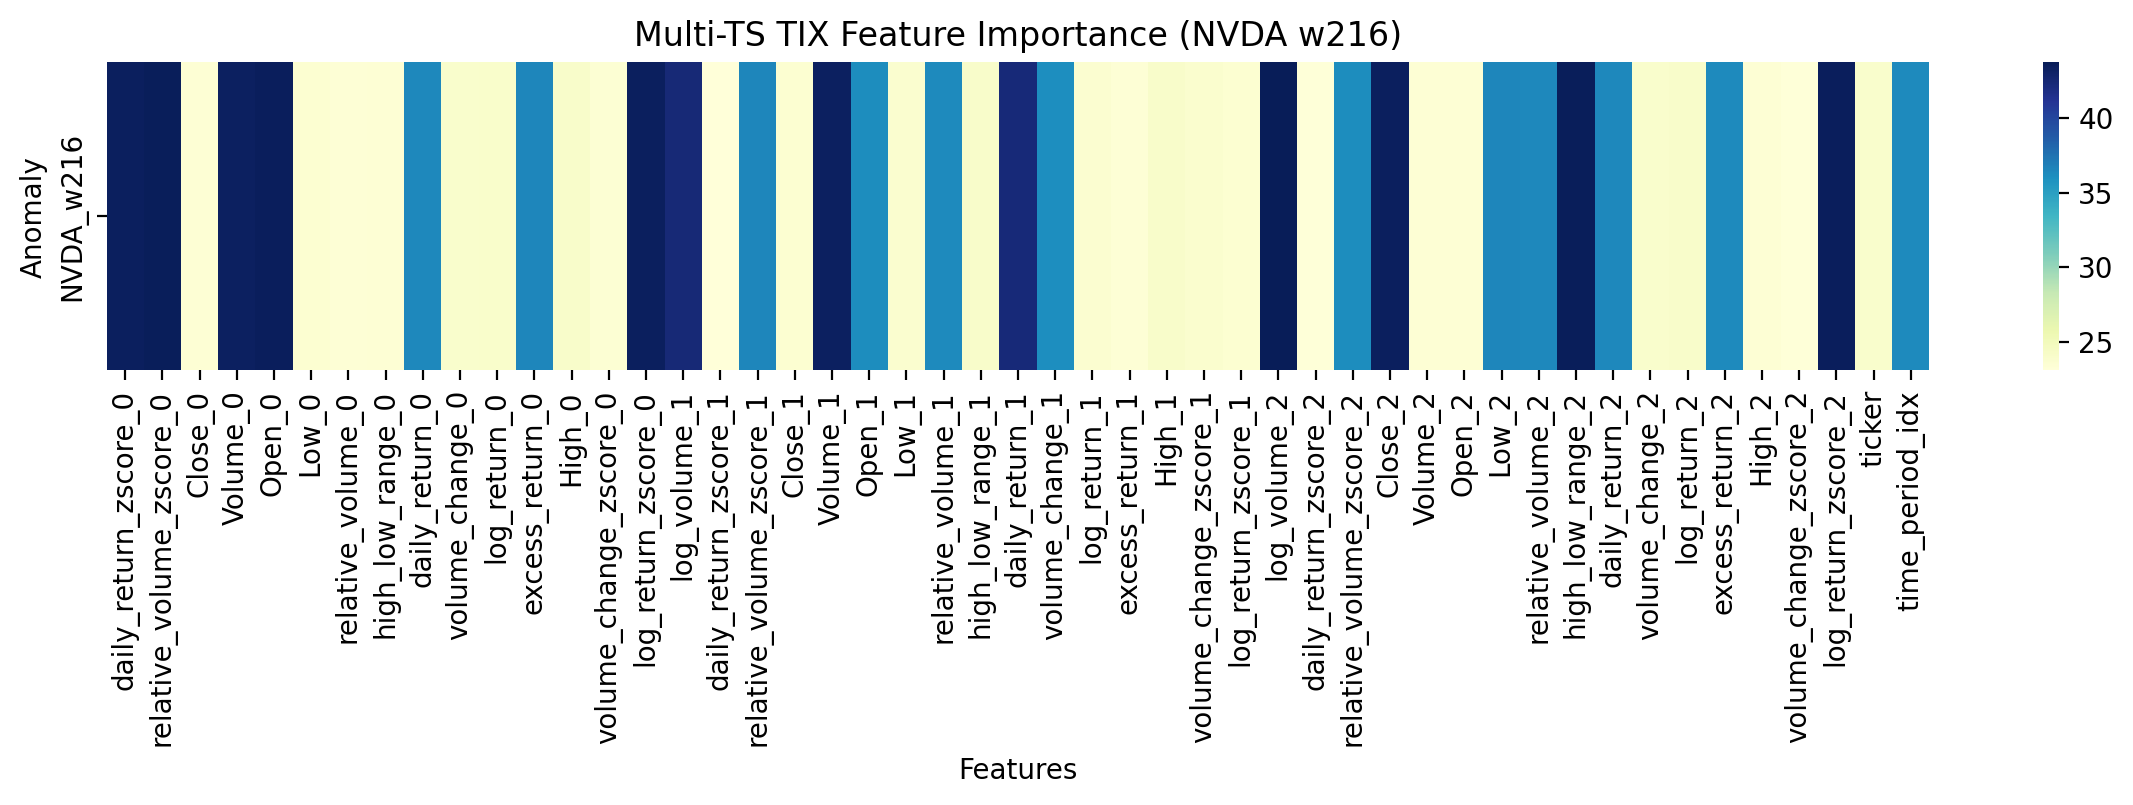 Multi-TS TIX Feature Importance (NVDA w216)
Anomaly
NVDA_w216
40
35
30
25
daily_return_zscore_0
relative_volume_zscore_0
Close_0
Volume_0
Open_0
Low_0
relative_volume_0
high_low_range_0
daily_return_0
volume_change_0
log_return_0
excess_return_0
High_0
volume_change_zscore_0
log_return_zscore_0
log_volume_1
daily_return_zscore_1
relative_volume_zscore_1
Close_1
Volume_1
Open_1
Low_1
relative_volume_1
high_low_range_1
daily_return_1
volume_change_1
log_return_1
excess_return_1
High_1
volume_change_zscore_1
log_return_zscore_1
log_volume_2
daily_return_zscore_2
relative_volume_zscore_2
Close_2
Volume_2
Open_2
Low_2
relative_volume_2
high_low_range_2
daily_return_2
volume_change_2
log_return_2
excess_return_2
High_2
volume_change_zscore_2
log_return_zscore_2
ticker
time_period_idx
Features